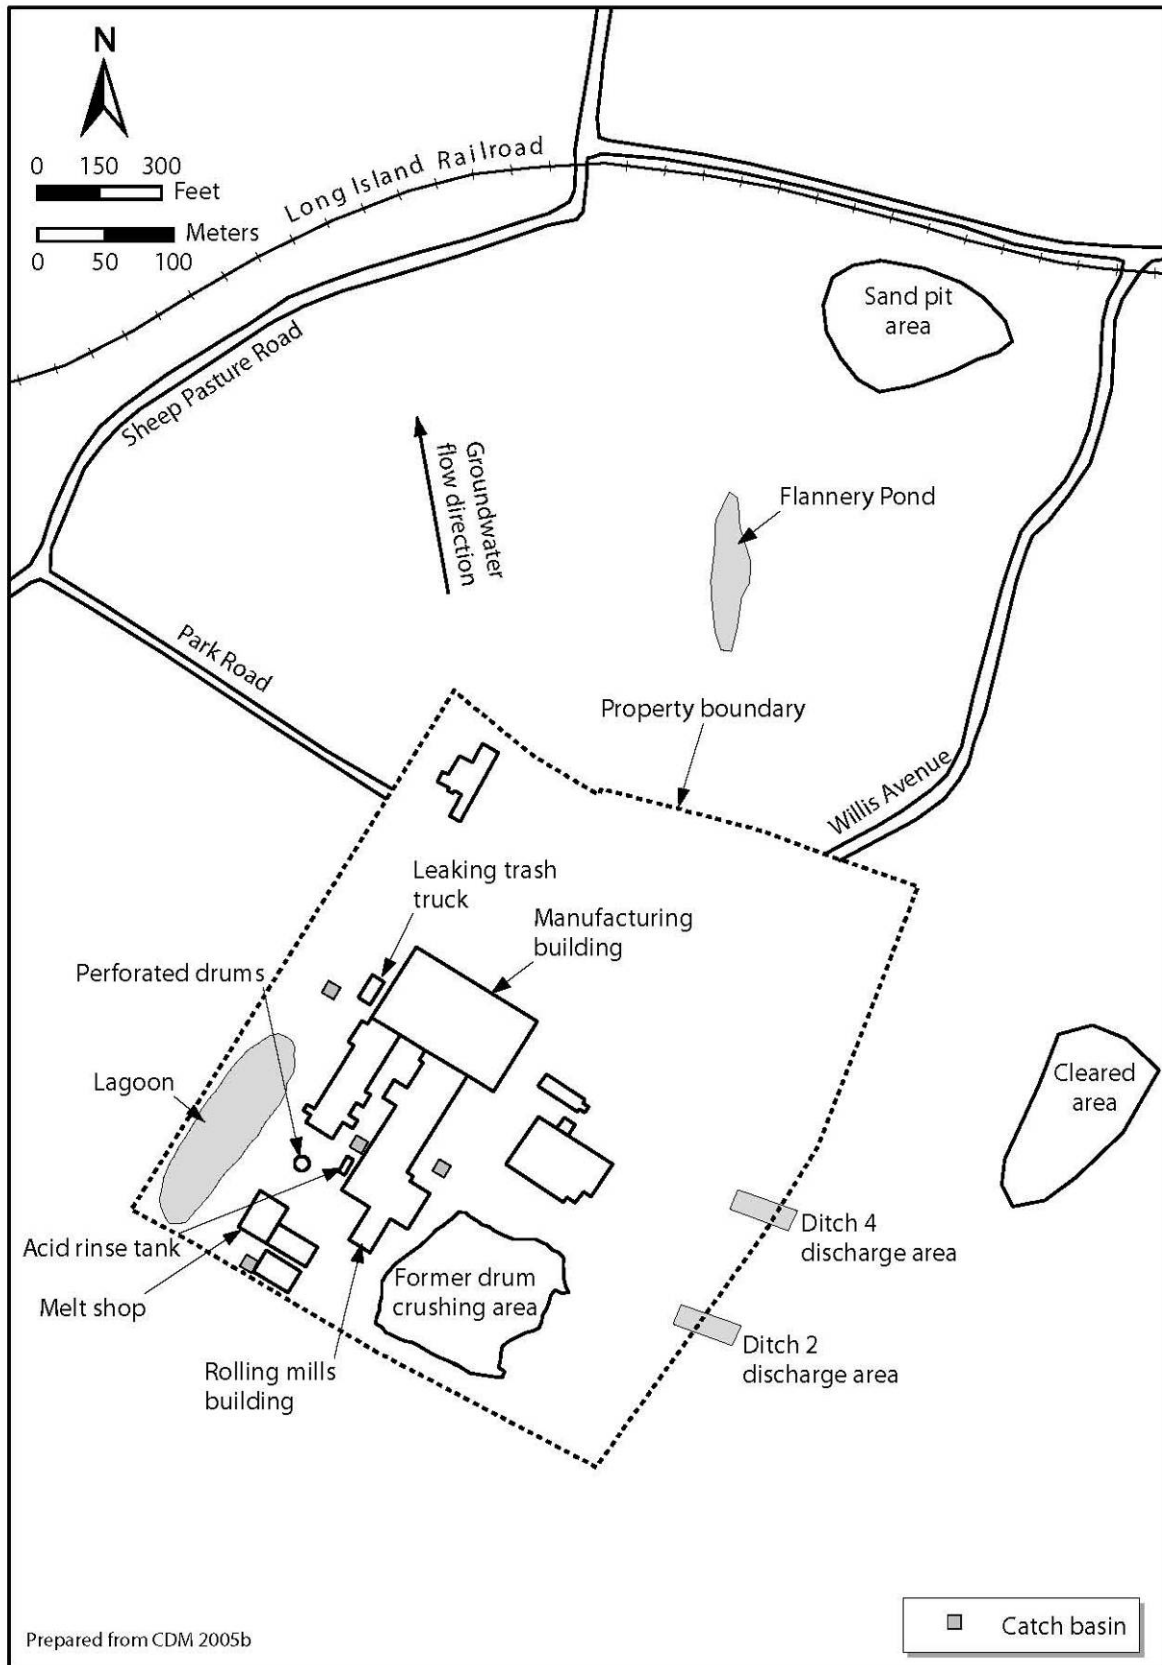 N
0 150 300
Feet
Meters
0 50 100
Long Island Railroad
Sand pit
area
Sheep Pasture Road
Groundwater
flow direction
Flannery Pond
Park Road
Property boundary
Willis Avenue
Leaking trash
truck
Manufacturing
building
Perforated drums
Lagoon
Cleared
area
Acid rinse tank
Ditch 4
discharge area
Melt shop
Former drum
crushing area
Ditch 2
discharge area
Rolling mills
building
Prepared from CDM 2005b
Catch basin